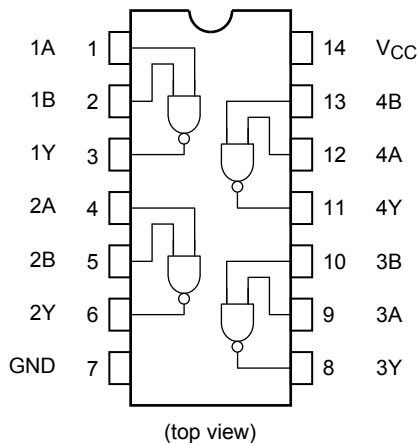 1A 1 14 VCC
1B 2 13 4B
1Y 3 12 4A
2A 4 11 4Y
2B 5 10 3B
2Y 6 9 3A
GND 7 8 3Y
(top view)